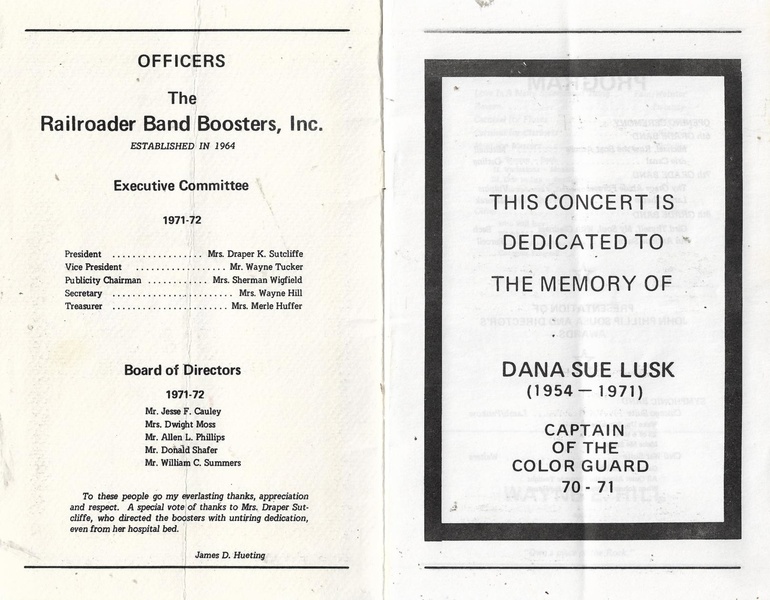 OFFICERS
The
Railroader Band Boosters, Inc.
ESTABLISHED IN 1964
Executive Committee
1971-72
President .................. Mrs. Draper K. Sutcliffe
Vice President .................. Mr. Wayne Tucker
Publicity Chairman ............ Mrs. Sherman Wigfield
Secretary ........................ Mrs. Wayne Hill
Treasurer ........................ Mrs. Merle Huffer
Board of Directors
1971-72
Mr. Jesse F. Cauley
Mrs. Dwight Moss
Mr. Allen L. Phillips
Mr. Donald Shafer
Mr. William C. Summers
To these people go my everlasting thanks, appreciation
and respect. A special vote of thanks to Mrs. Draper Sut-
cliffe, who directed the boosters with untiring dedication,
even from her hospital bed.
James D. Hueting
THIS CONCERT IS
DEDICATED TO
THE MEMORY OF
DANA SUE LUSK
(1954 — 1971)
CAPTAIN
OF THE
COLOR GUARD
70 - 71